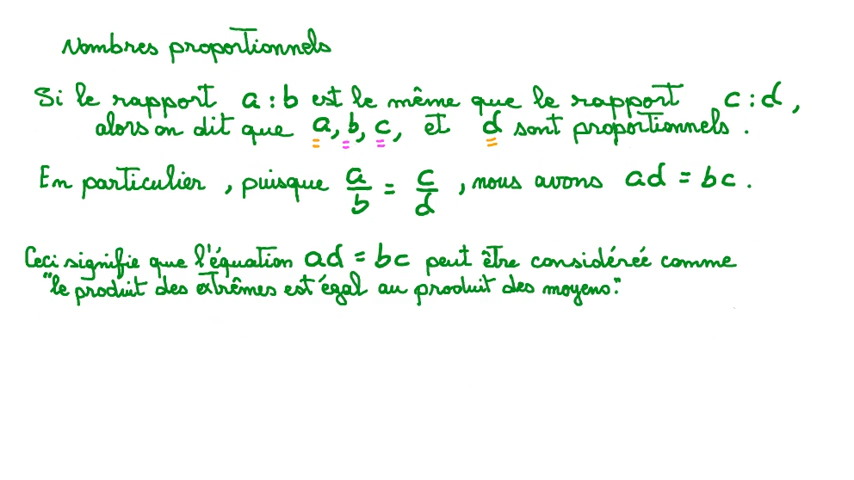 Nombres proportionnels
Si le rapport a : b est le même que le rapport c : d,
alors on dit que a, b, c, et d sont proportionnels.
En particulier, puisque a/b = c/d, nous avons ad = bc.
Ceci signifie que l'équation ad = bc peut être considéréé comme
"le produit des extrêmes est égal au produit des moyens."